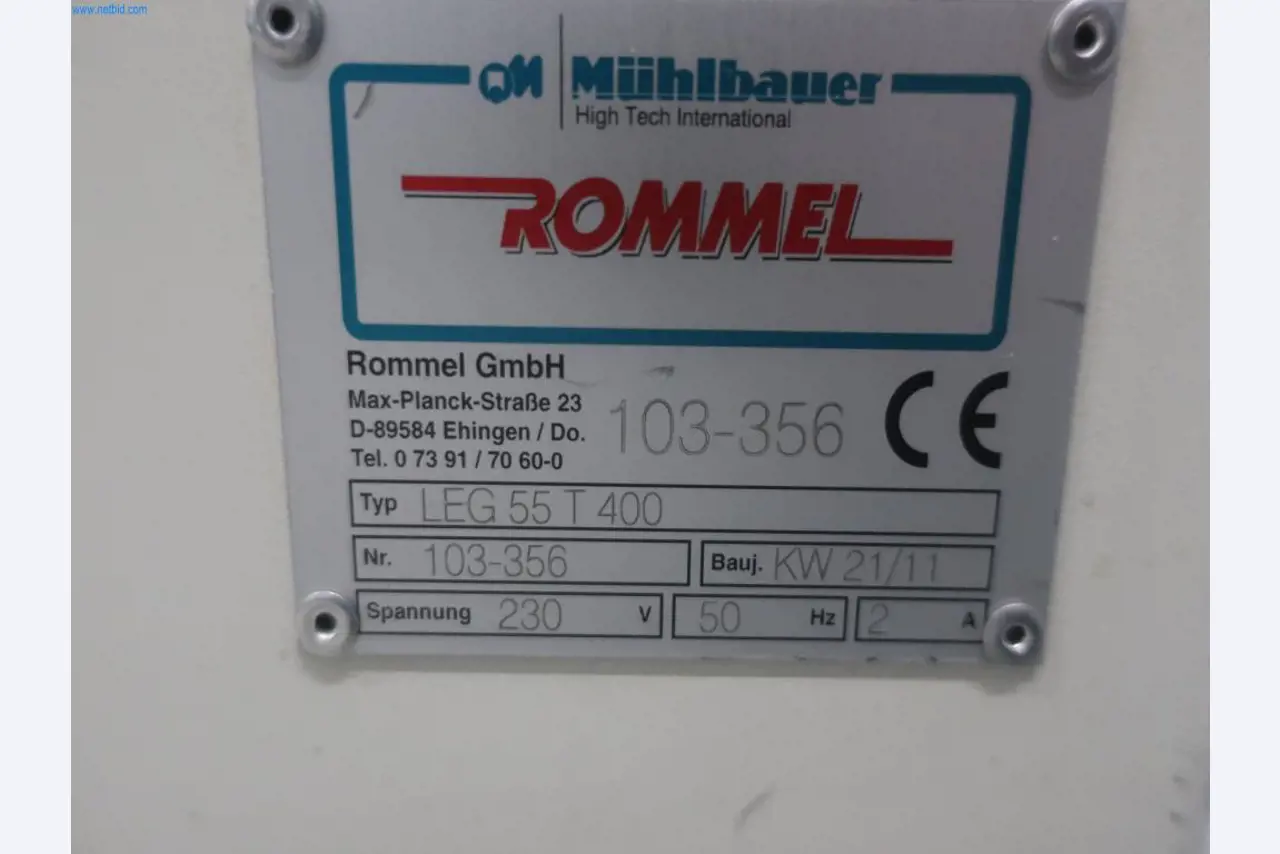 www.netbid.com
Mühlbauer
High Tech International
ROMMEL
Rommel GmbH
Max-Planck-Straße 23
D-89584 Ehingen / Do.
Tel. 0 73 91 / 70 60-0
103-356
CE
Typ LEG 55 T 400
Nr. 103-356 Bauj. KW 21/11
Spannung 230 V 50 Hz 2 A